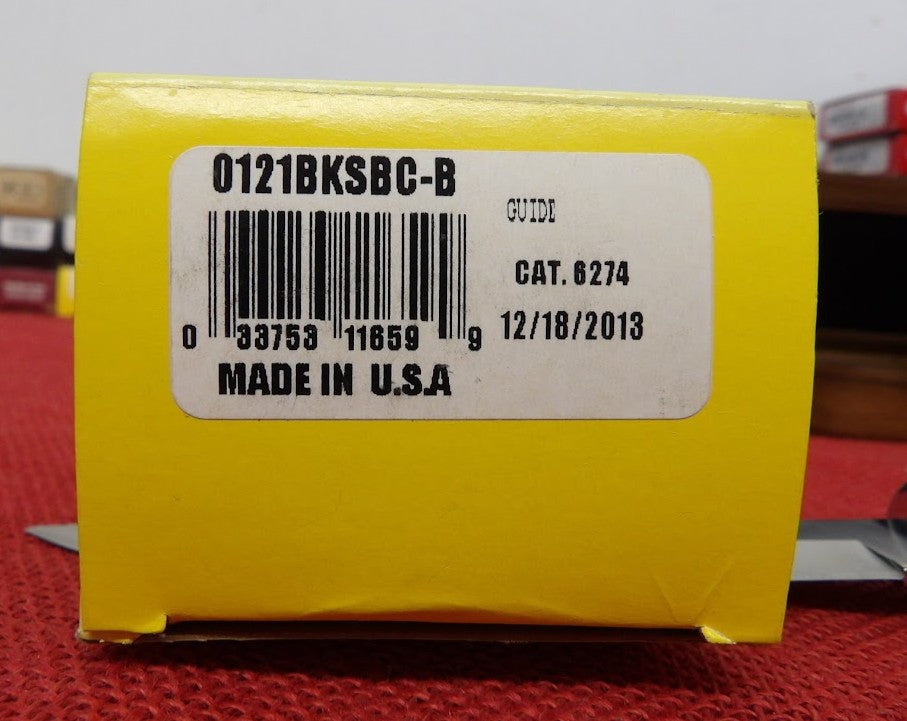 0121BKSBC-B
GUIDE
CAT. 6274
12/18/2013
0 33753 11659 9
MADE IN U.S.A